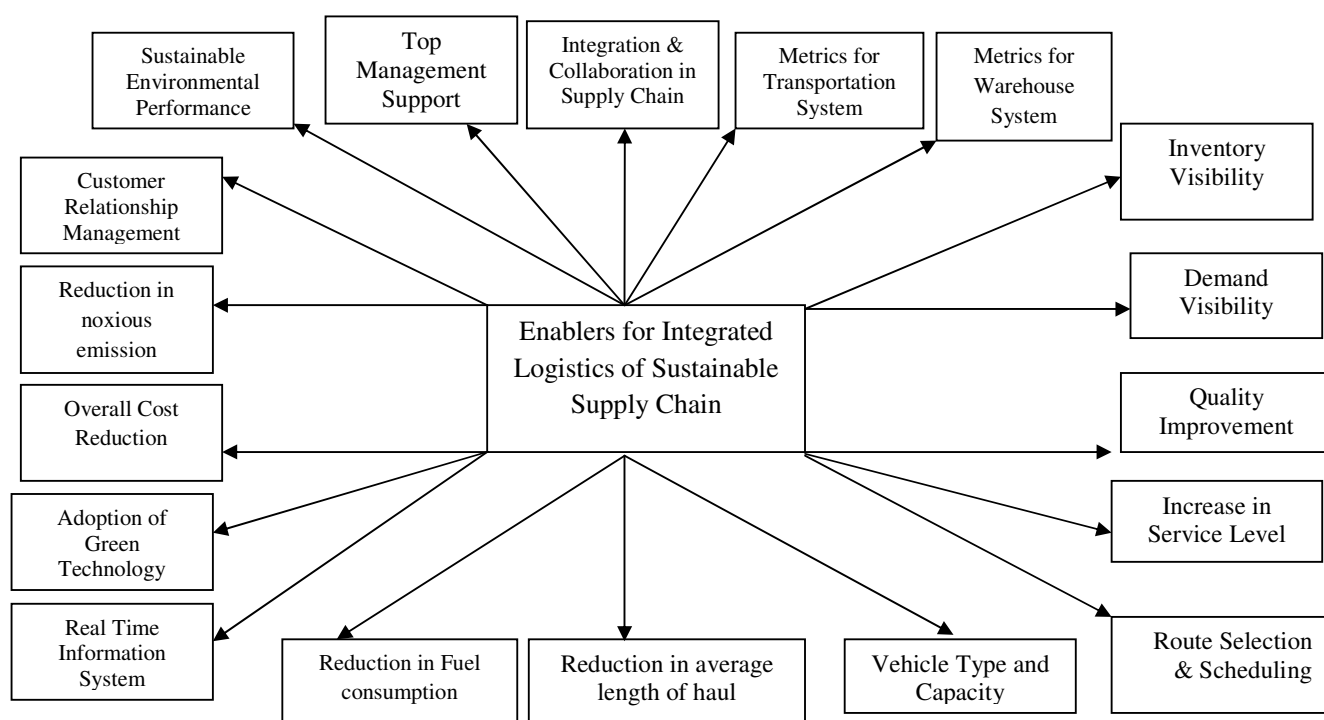 Sustainable
Environmental
Performance
Top
Management
Support
Integration &
Collaboration in
Supply Chain
Metrics for
Transportation
System
Metrics for
Warehouse
System
Inventory
Visibility
Customer
Relationship
Management
Demand
Visibility
Reduction in
noxious
emission
Enablers for Integrated
Logistics of Sustainable
Supply Chain
Quality
Improvement
Overall Cost
Reduction
Increase in
Service Level
Adoption of
Green
Technology
Route Selection
& Scheduling
Real Time
Information
System
Reduction in Fuel
consumption
Reduction in average
length of haul
Vehicle Type and
Capacity